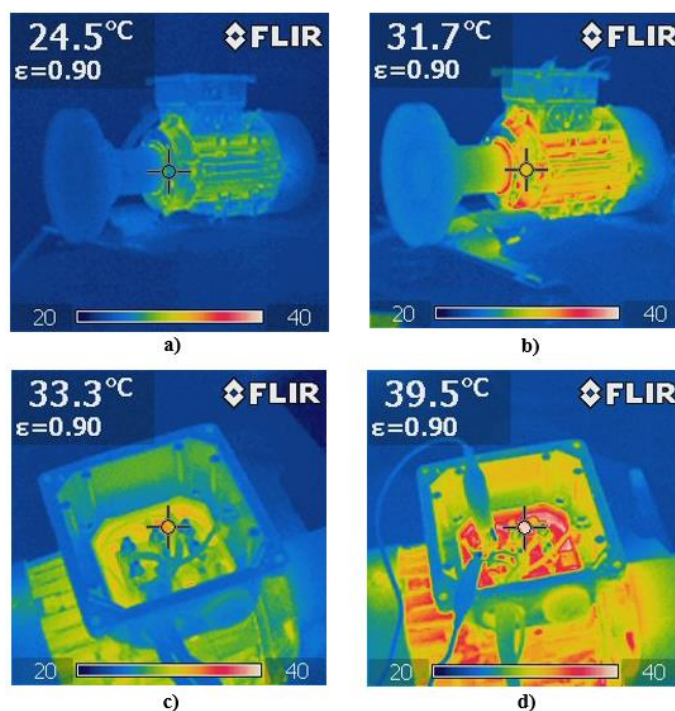 24.5°C
FLIR
ε=0.90
20
40
a)
31.7°C
FLIR
ε=0.90
20
40
b)
33.3°C
FLIR
ε=0.90
20
40
c)
39.5°C
FLIR
ε=0.90
20
40
d)